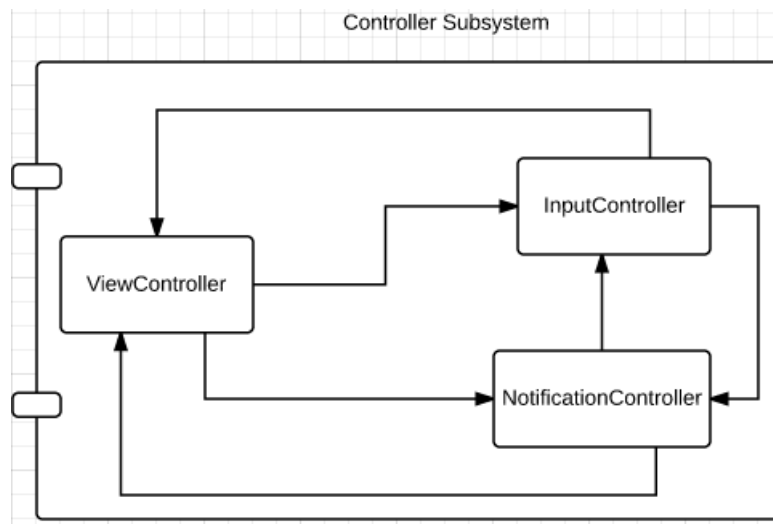 Controller Subsystem
InputController
ViewController
NotificationController